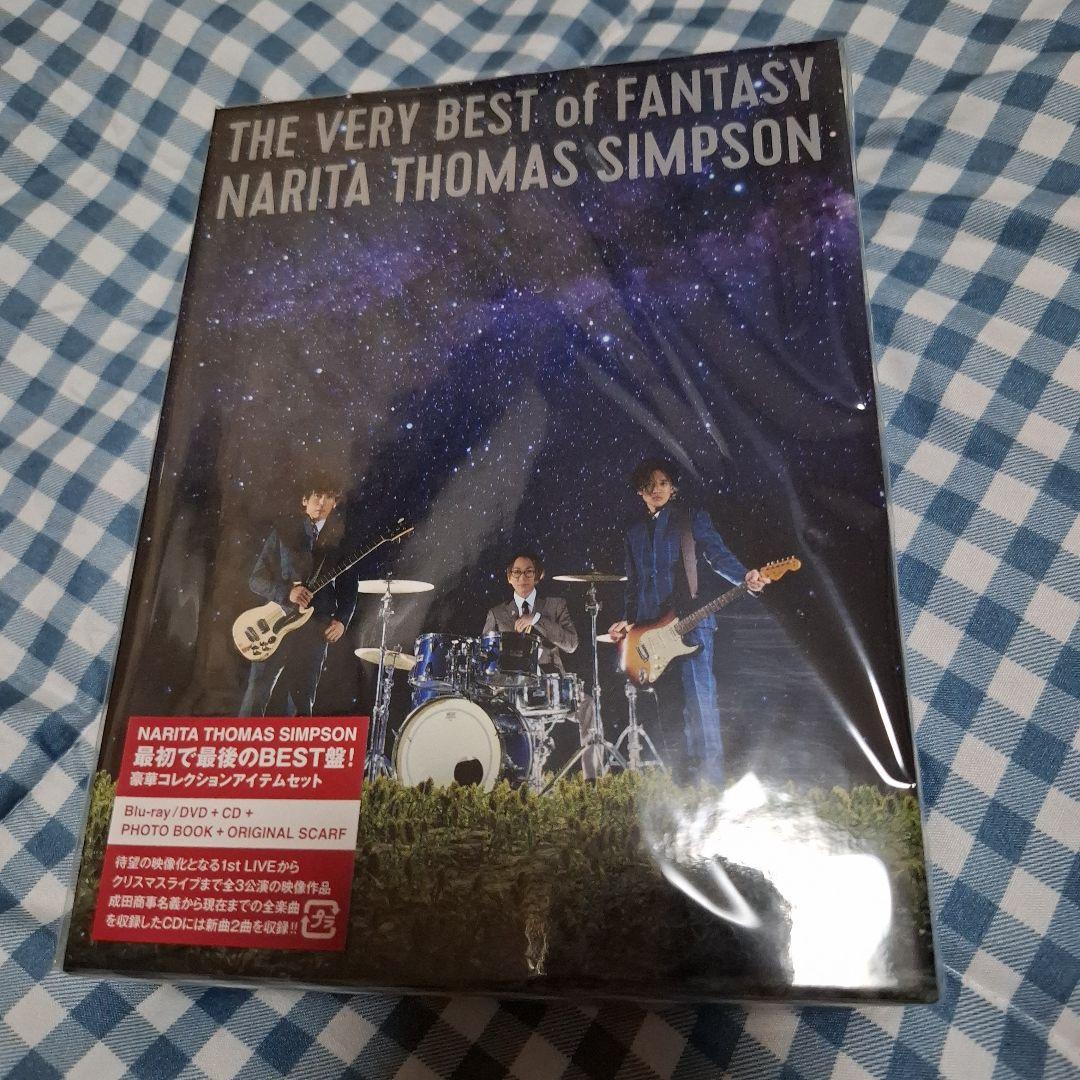 THE VERY BEST of FANTASY
NARITA THOMAS SIMPSON
NARITA THOMAS SIMPSON
最初で最後のBEST盤!
豪華コレクションアイテムセット
Blu-ray/DVD+CD+
PHOTO BOOK+ORIGINAL SCARF
待望の映像化となる1st LIVEから
クリスマスライブまで全3公演の映像作品
成田商事名義から現在までの全楽曲
を収録したCDには新曲2曲を収録!!
プラ